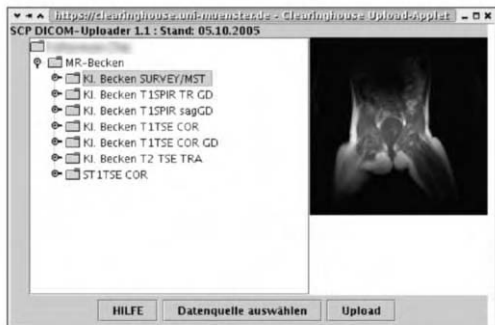 https://clearinghouse.uni-muenster.de - Clearinghouse Upload-Applet
SCP DICOM-Uploader 1.1 : Stand: 05.10.2005
MR-Becken
Kl. Becken SURVEY/MST
Kl. Becken T1SPIR TR GD
Kl. Becken T1SPIR sagGD
Kl. Becken T1TSE COR
Kl. Becken T1TSE COR GD
Kl. Becken T2 TSE TRA
ST1TSE COR
HILFE
Datenquelle auswählen
Upload